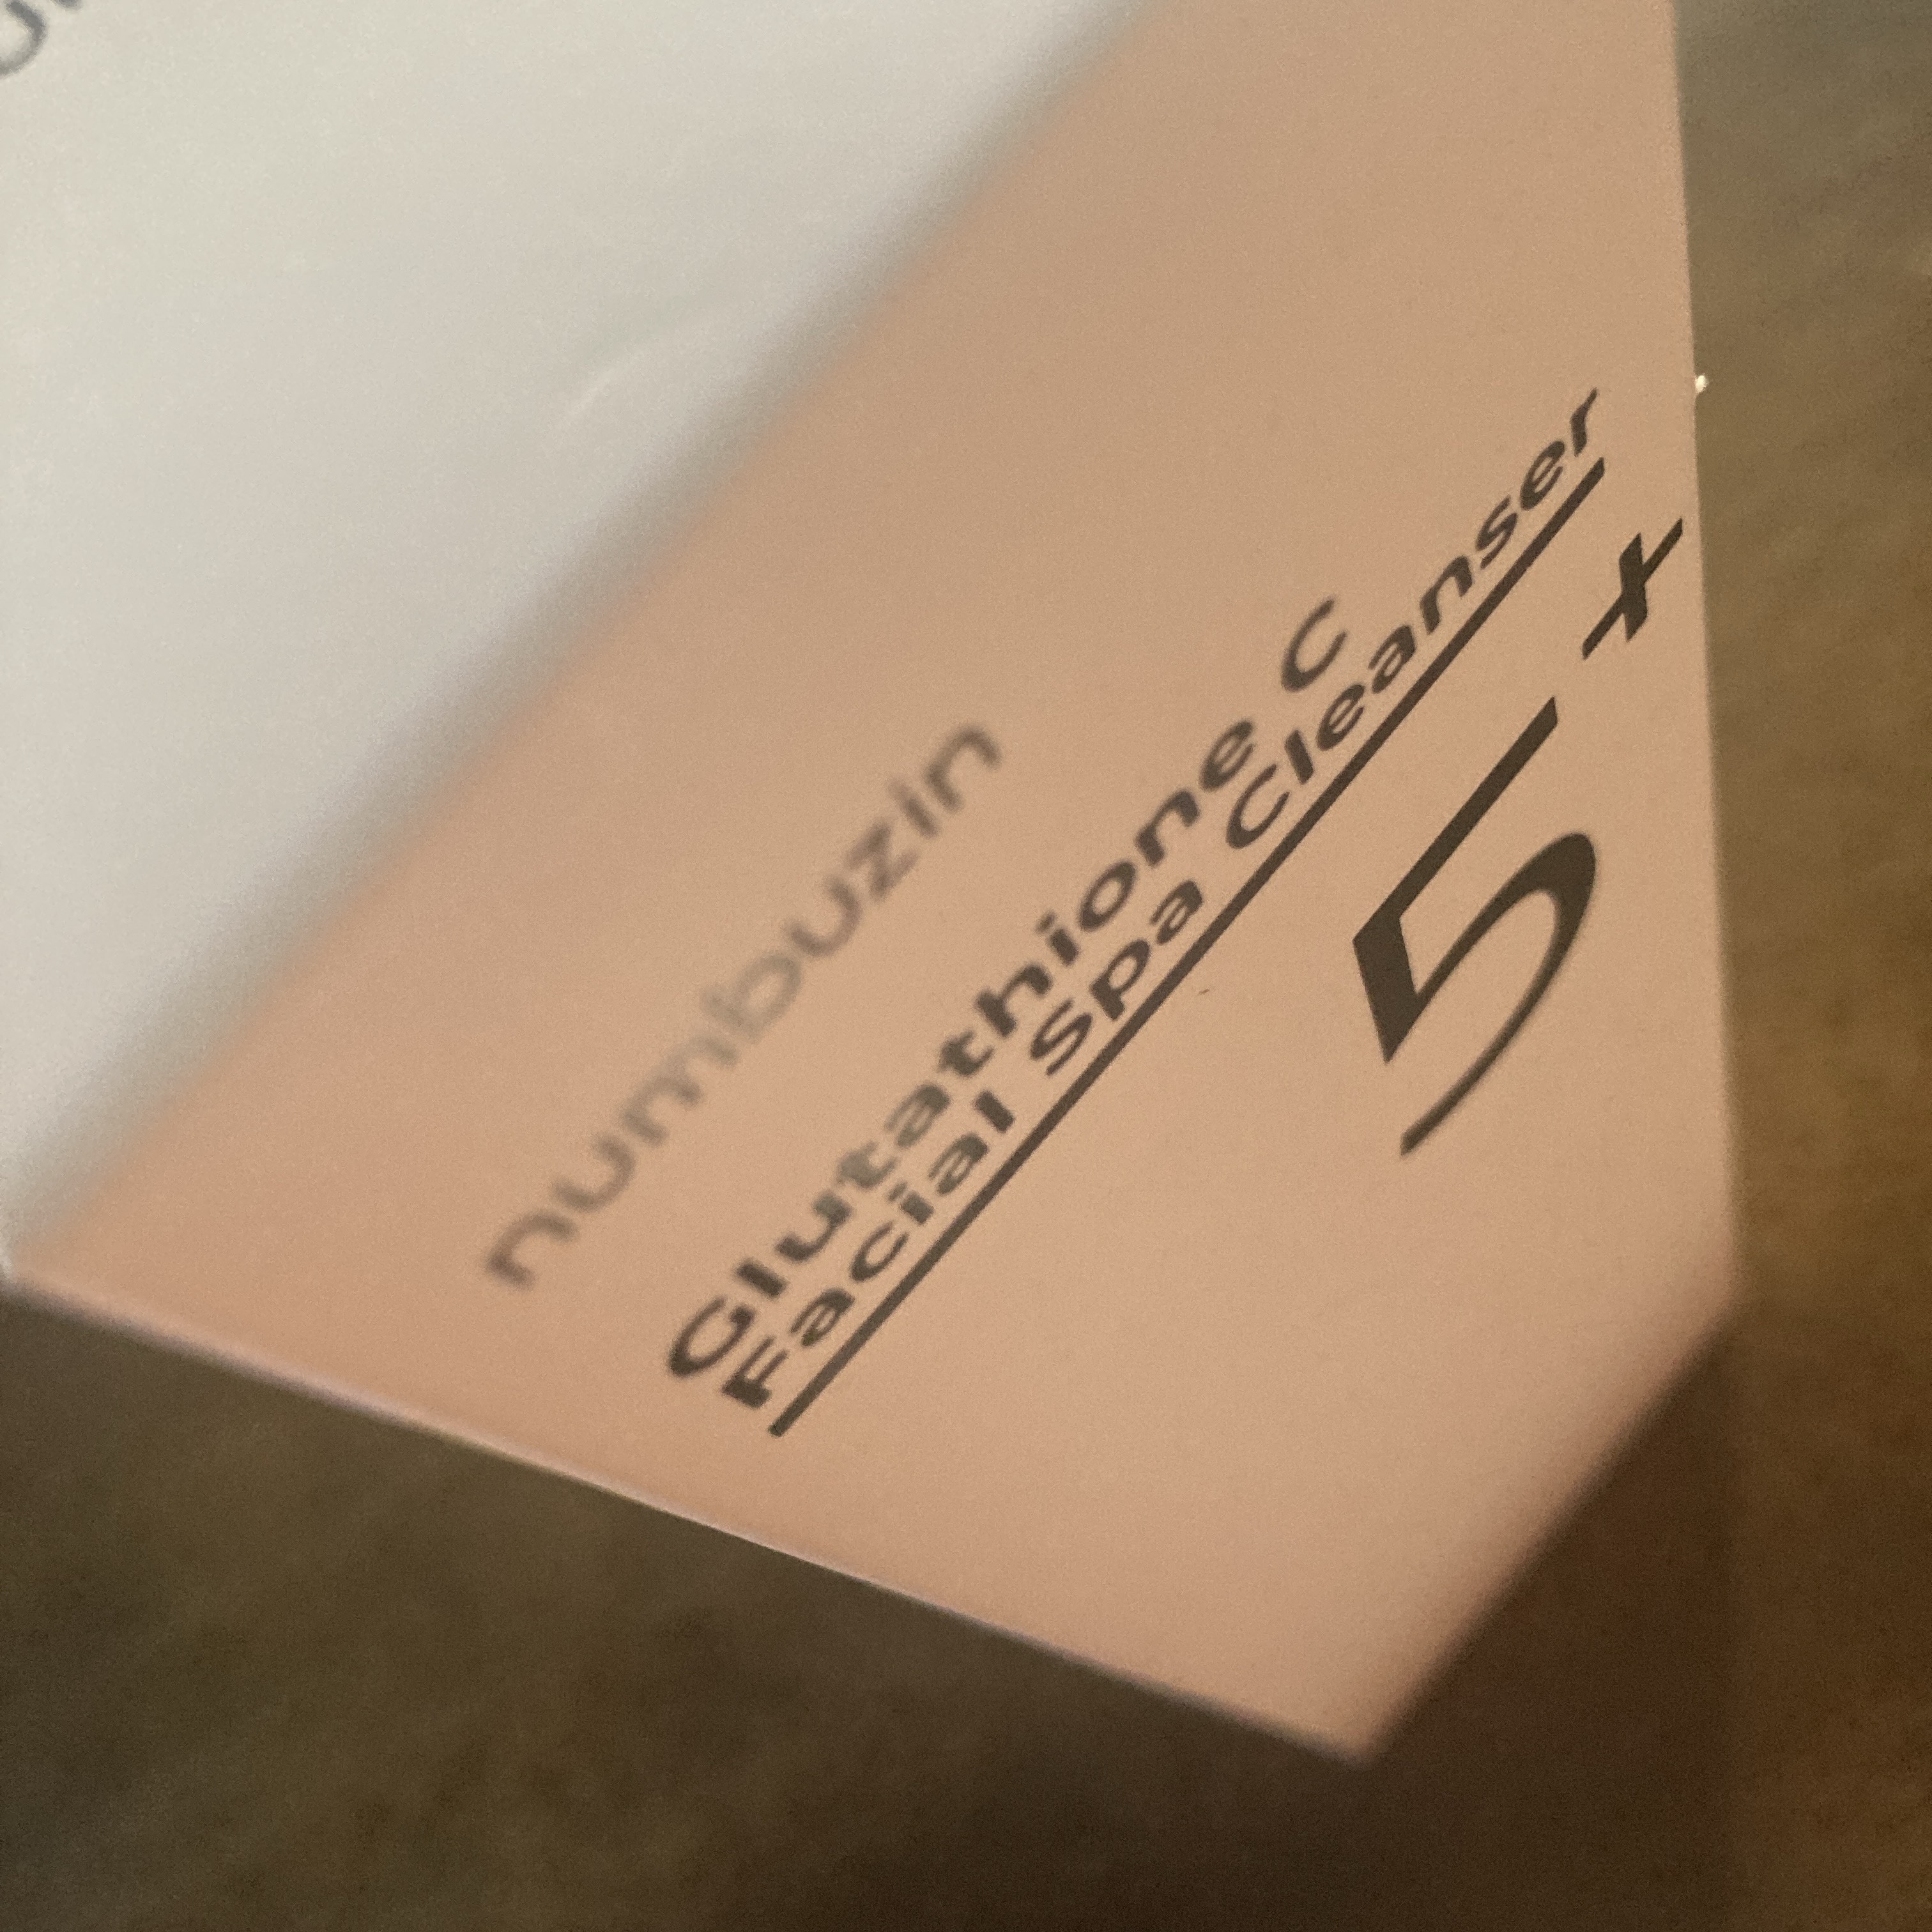 numbuzin
Glutathione C
Facial Spa Cleanser
5+